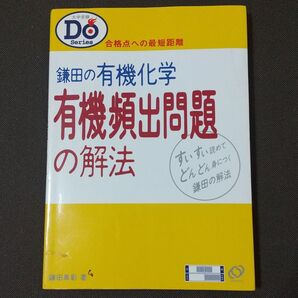 大学受験
Do
Series
合格点への最短距離
鎌田の有機化学
有機頻出問題
の解法
すいすい読めて
どんどん身につく
鎌田の解法
鎌田真彰 著